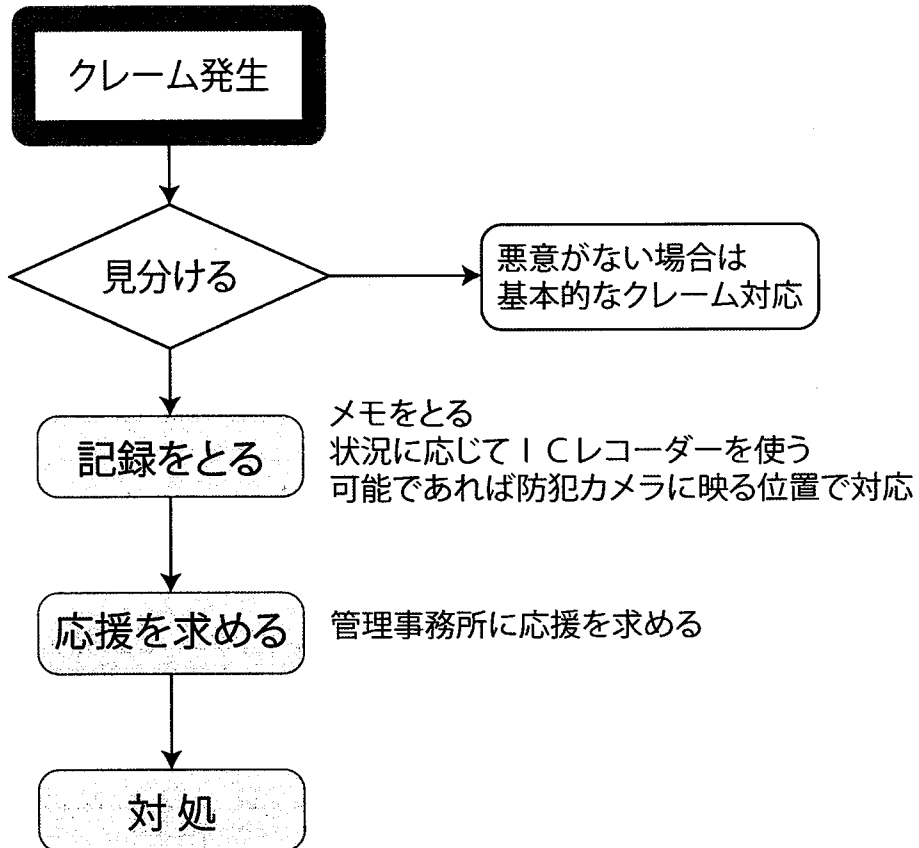 クレーム発生
見分ける
悪意がない場合は
基本的なクレーム対応
記録をとる
メモをとる
状況に応じてＩＣレコーダーを使う
可能であれば防犯カメラに映る位置で対応
応援を求める
管理事務所に応援を求める
対 処